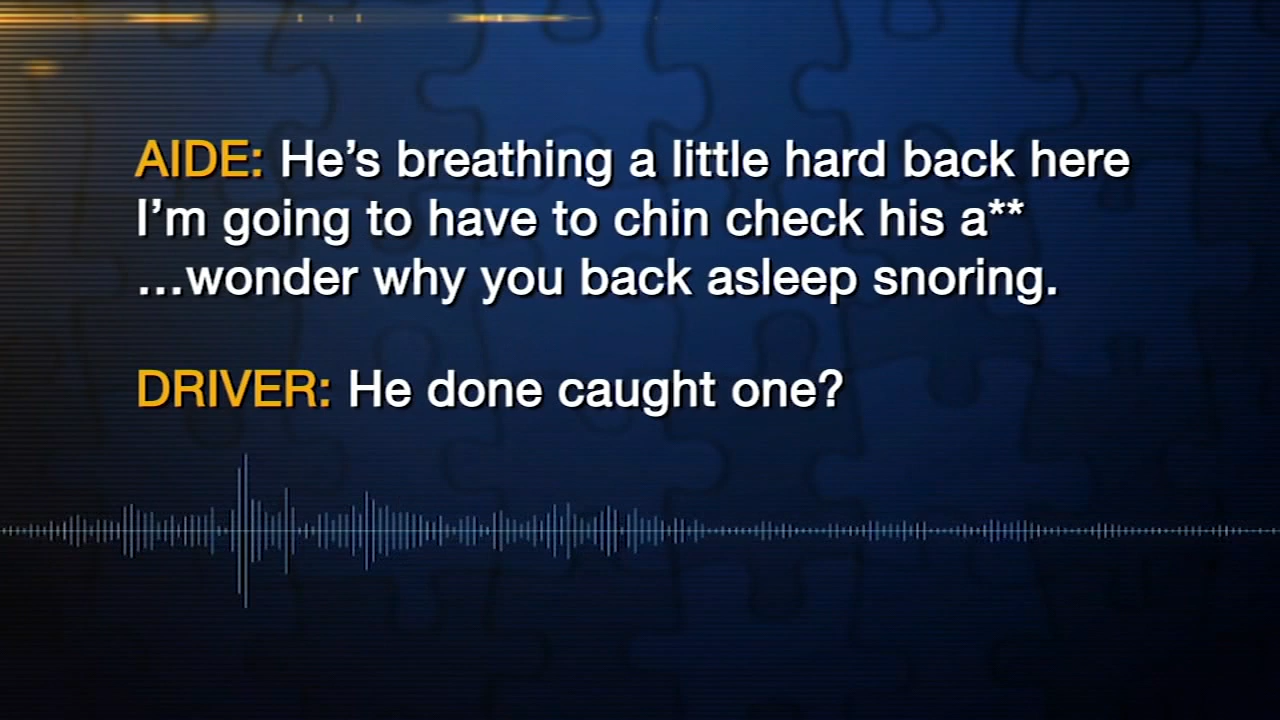 AIDE: He’s breathing a little hard back here
I’m going to have to chin check his a**
...wonder why you back asleep snoring.
DRIVER: He done caught one?